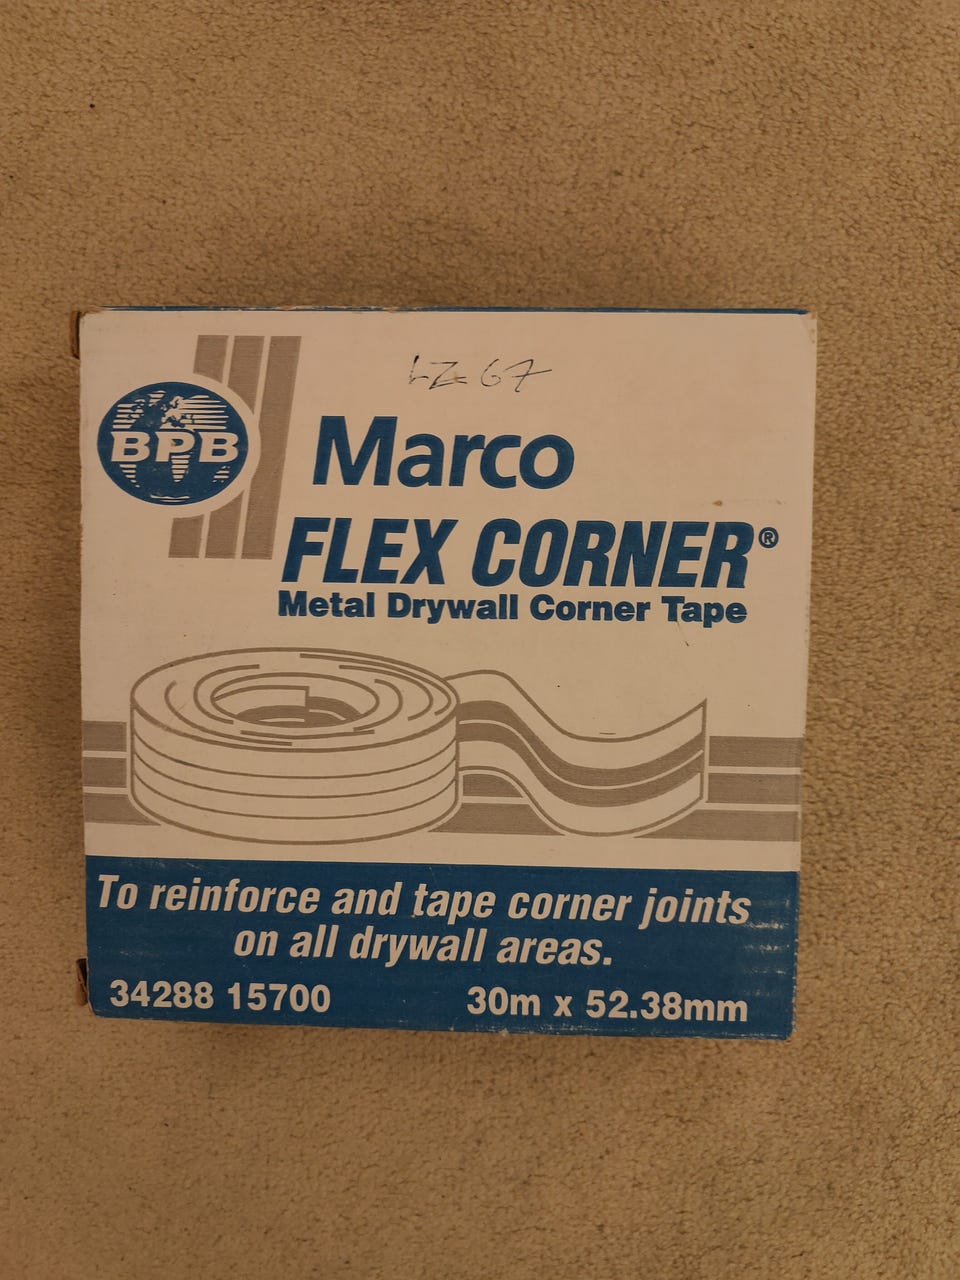 LZ 67
BPB
Marco
FLEX CORNER®
Metal Drywall Corner Tape
To reinforce and tape corner joints
on all drywall areas.
34288 15700 30m x 52.38mm